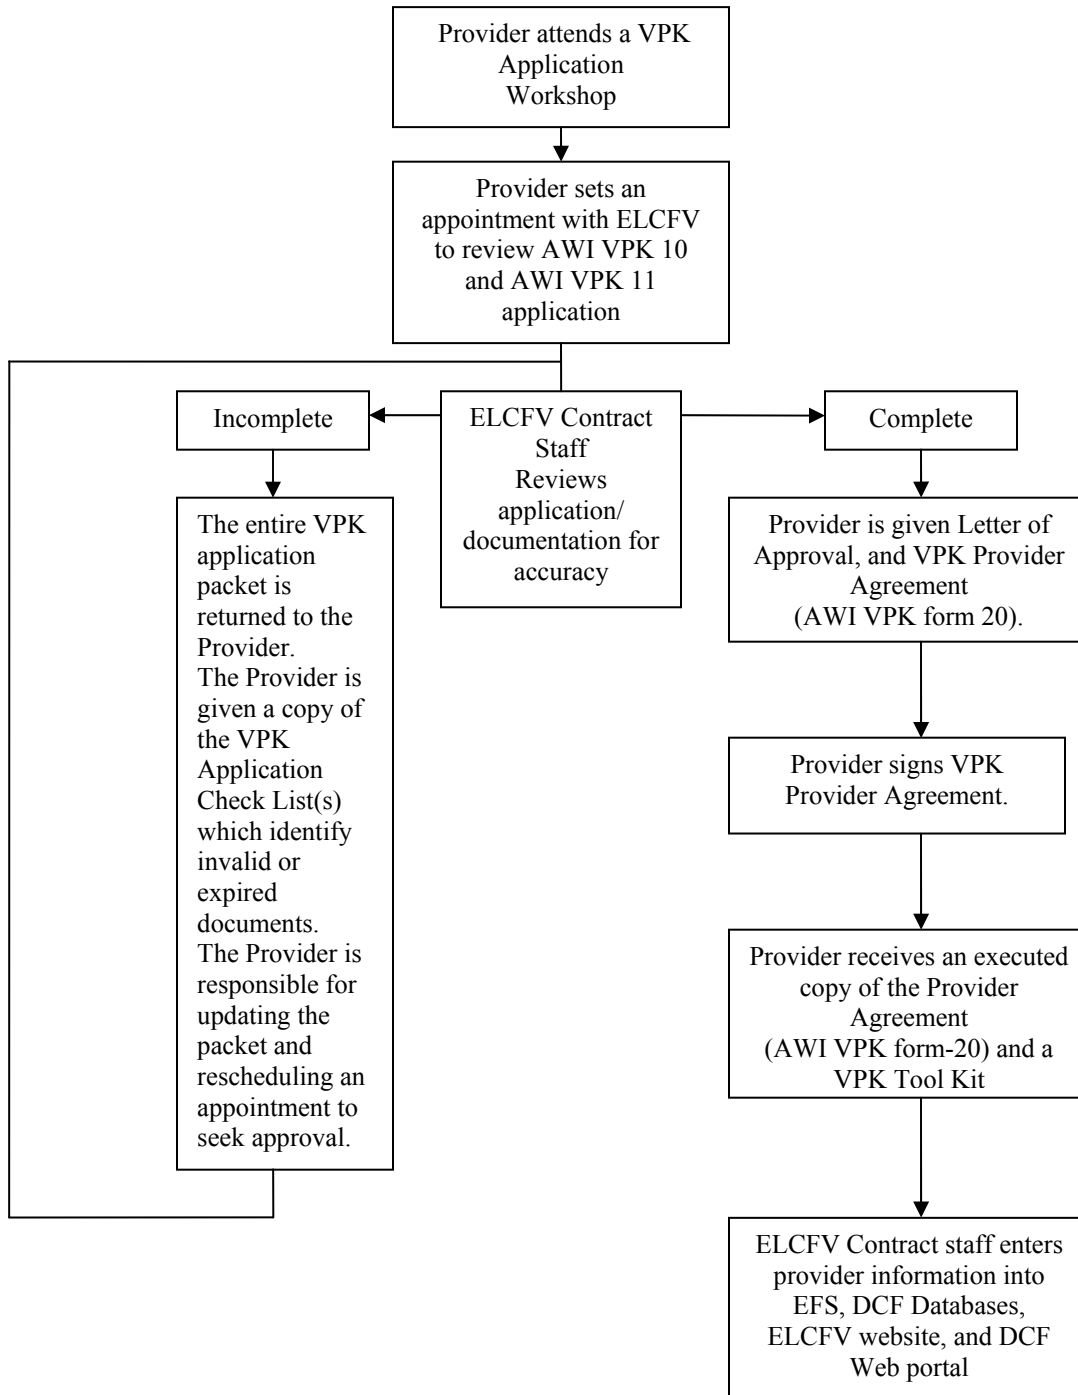 Provider attends a VPK
Application
Workshop
Provider sets an
appointment with ELCFV
to review AWI VPK 10
and AWI VPK 11
application
Incomplete
ELCFV Contract
Staff
Reviews
application/
documentation for
accuracy
Complete
The entire VPK
application
packet is
returned to the
Provider.
The Provider is
given a copy of
the VPK
Application
Check List(s)
which identify
invalid or
expired
documents.
The Provider is
responsible for
updating the
packet and
rescheduling an
appointment to
seek approval.
Provider is given Letter of
Approval, and VPK Provider
Agreement
(AWI VPK form 20).
Provider signs VPK
Provider Agreement.
Provider receives an executed
copy of the Provider
Agreement
(AWI VPK form-20) and a
VPK Tool Kit
ELCFV Contract staff enters
provider information into
EFS, DCF Databases,
ELCFV website, and DCF
Web portal